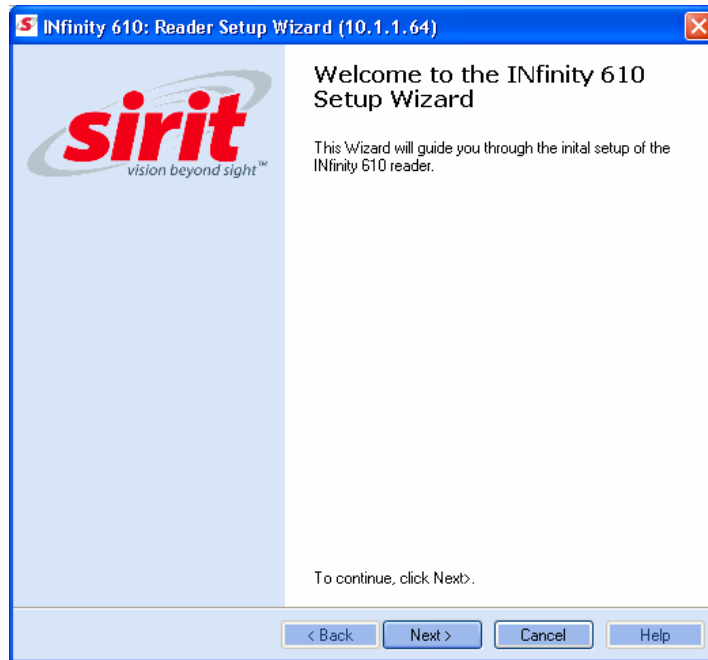 INfinity 610: Reader Setup Wizard (10.1.1.64)
sirit
vision beyond sight™
Welcome to the INfinity 610
Setup Wizard
This Wizard will guide you through the inital setup of the
INfinity 610 reader.
To continue, click Next>.
< Back Next > Cancel Help